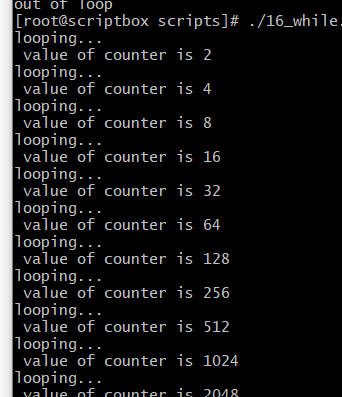 out of loop
[root@scriptbox scripts]# ./16_while.
looping...
 value of counter is 2
looping...
 value of counter is 4
looping...
 value of counter is 8
looping...
 value of counter is 16
looping...
 value of counter is 32
looping...
 value of counter is 64
looping...
 value of counter is 128
looping...
 value of counter is 256
looping...
 value of counter is 512
looping...
 value of counter is 1024
looping...
 value of counter is 2048